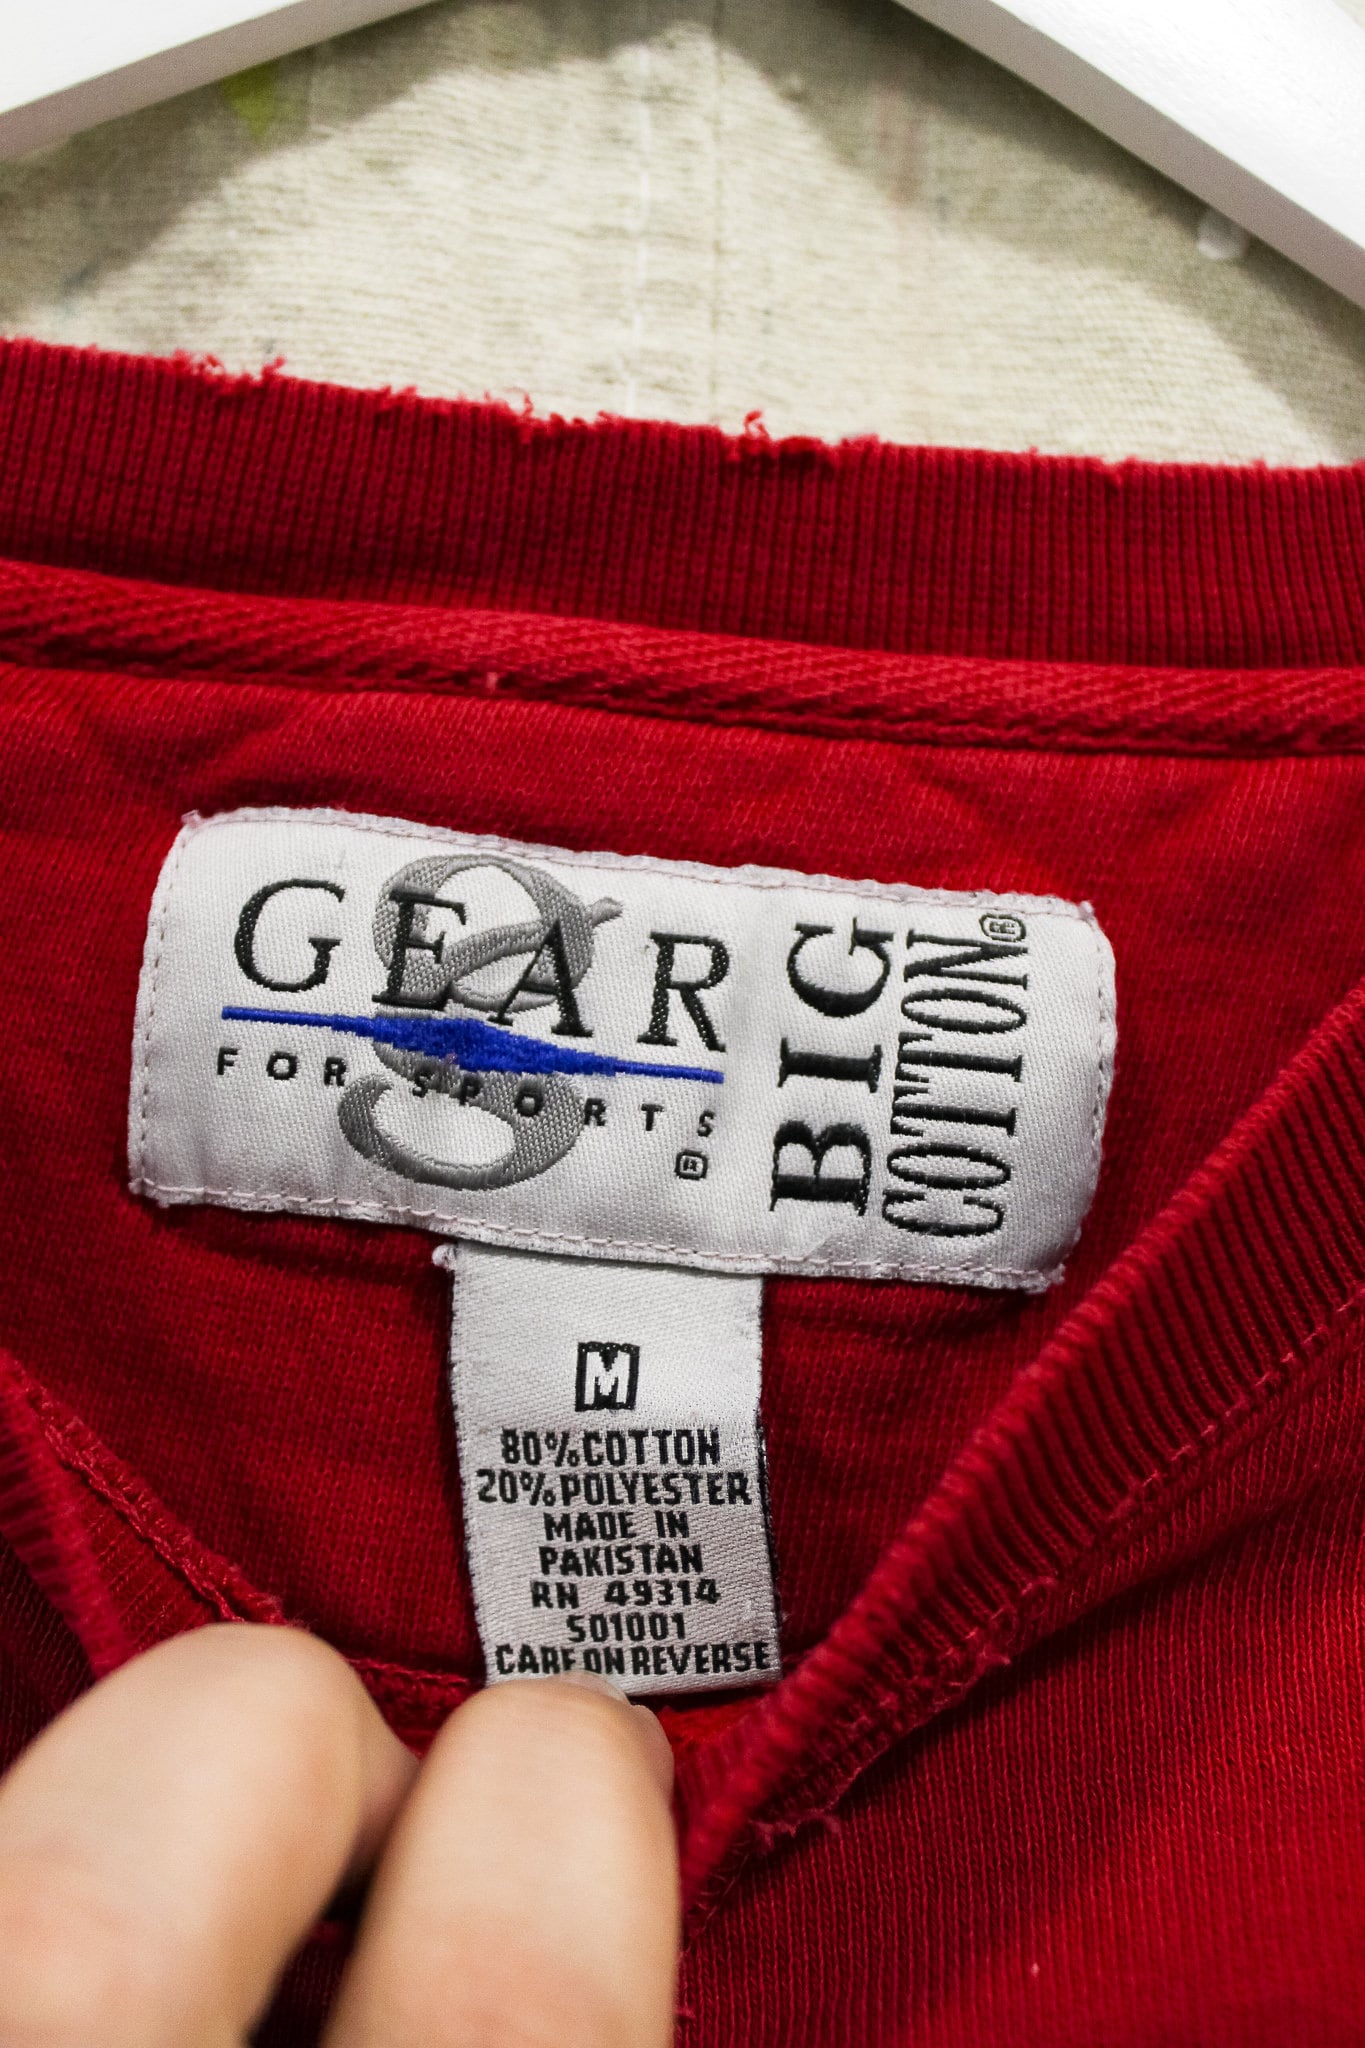 GEAR
FOR SPORTS ®
BIG
COTTON®
M
80% COTTON
20% POLYESTER
MADE IN
PAKISTAN
RN 49314
S01001
CARE ON REVERSE